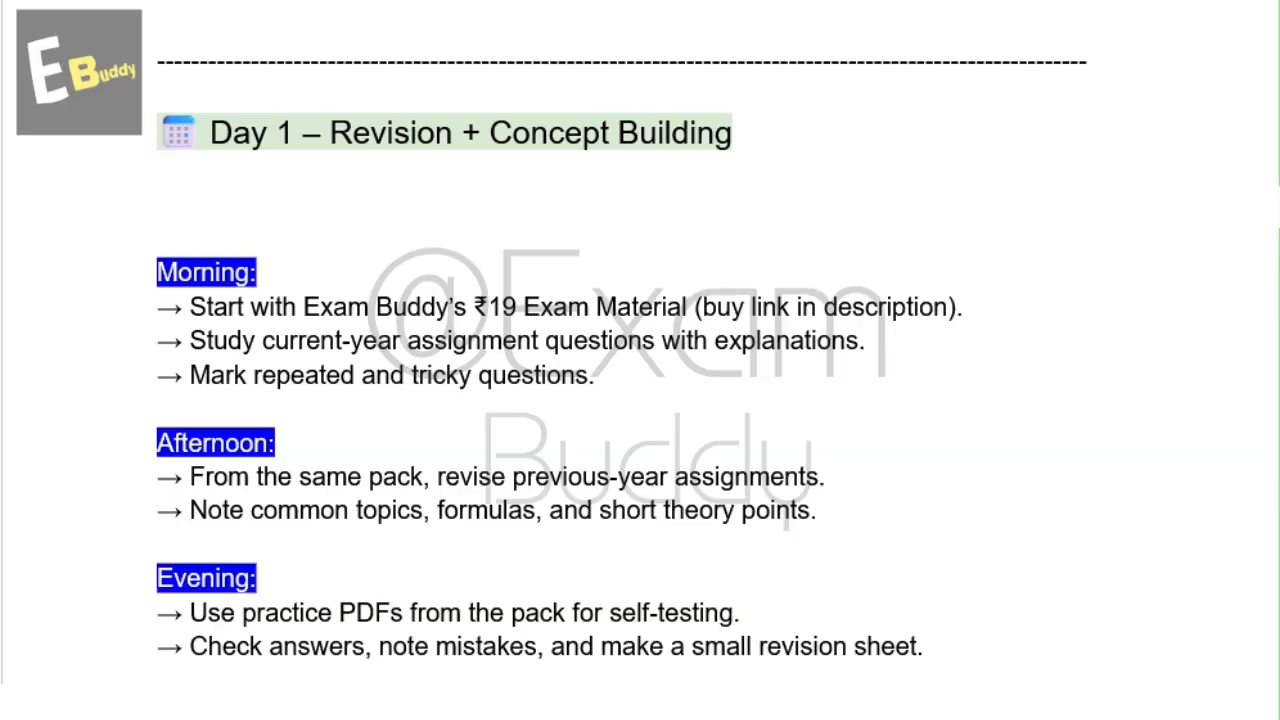 E Buddy
-------------------------------------------------------------------------------------------------------------
📅 Day 1 – Revision + Concept Building
Morning:
→ Start with Exam Buddy’s ₹19 Exam Material (buy link in description).
→ Study current-year assignment questions with explanations.
→ Mark repeated and tricky questions.
Afternoon:
→ From the same pack, revise previous-year assignments.
→ Note common topics, formulas, and short theory points.
Evening:
→ Use practice PDFs from the pack for self-testing.
→ Check answers, note mistakes, and make a small revision sheet.
@Exam
Buddy